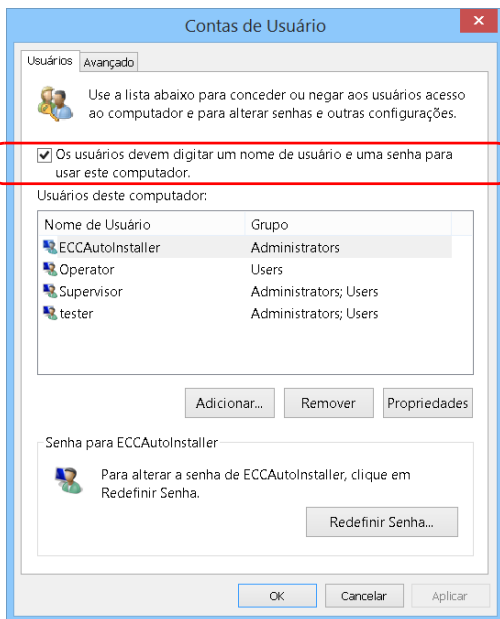 Contas de Usuário
Usuários
Avançado
Use a lista abaixo para conceder ou negar aos usuários acesso
ao computador e para alterar senhas e outras configurações.
Os usuários devem digitar um nome de usuário e uma senha para
usar este computador.
Usuários deste computador:
Nome de Usuário Grupo
ECCAutoInstaller Administrators
Operator Users
Supervisor Administrators; Users
tester Administrators; Users
Adicionar... Remover Propriedades
Senha para ECCAutoInstaller
Para alterar a senha de ECCAutoInstaller, clique em
Redefinir Senha.
Redefinir Senha...
OK Cancelar Aplicar